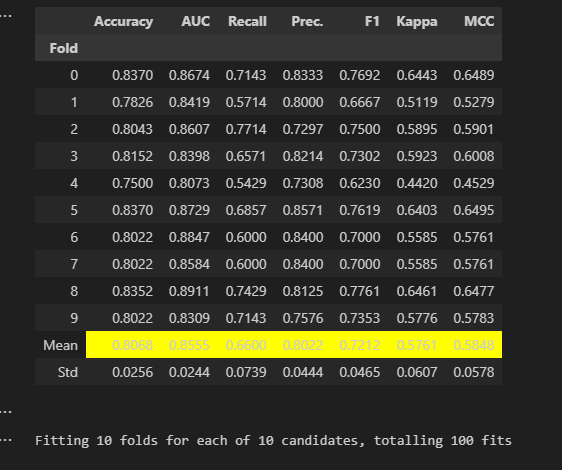 ...
Accuracy AUC Recall Prec. F1 Kappa MCC
Fold
0 0.8370 0.8674 0.7143 0.8333 0.7692 0.6443 0.6489
1 0.7826 0.8419 0.5714 0.8000 0.6667 0.5119 0.5279
2 0.8043 0.8607 0.7714 0.7297 0.7500 0.5895 0.5901
3 0.8152 0.8398 0.6571 0.8214 0.7302 0.5923 0.6008
4 0.7500 0.8073 0.5429 0.7308 0.6230 0.4420 0.4529
5 0.8370 0.8729 0.6857 0.8571 0.7619 0.6403 0.6495
6 0.8022 0.8847 0.6000 0.8400 0.7000 0.5585 0.5761
7 0.8022 0.8584 0.6000 0.8400 0.7000 0.5585 0.5761
8 0.8352 0.8911 0.7429 0.8125 0.7761 0.6461 0.6477
9 0.8022 0.8309 0.7143 0.7576 0.7353 0.5776 0.5783
Mean 0.8068 0.8555 0.6600 0.8022 0.7212 0.5761 0.5848
Std 0.0256 0.0244 0.0739 0.0444 0.0465 0.0607 0.0578
...
... Fitting 10 folds for each of 10 candidates, totalling 100 fits